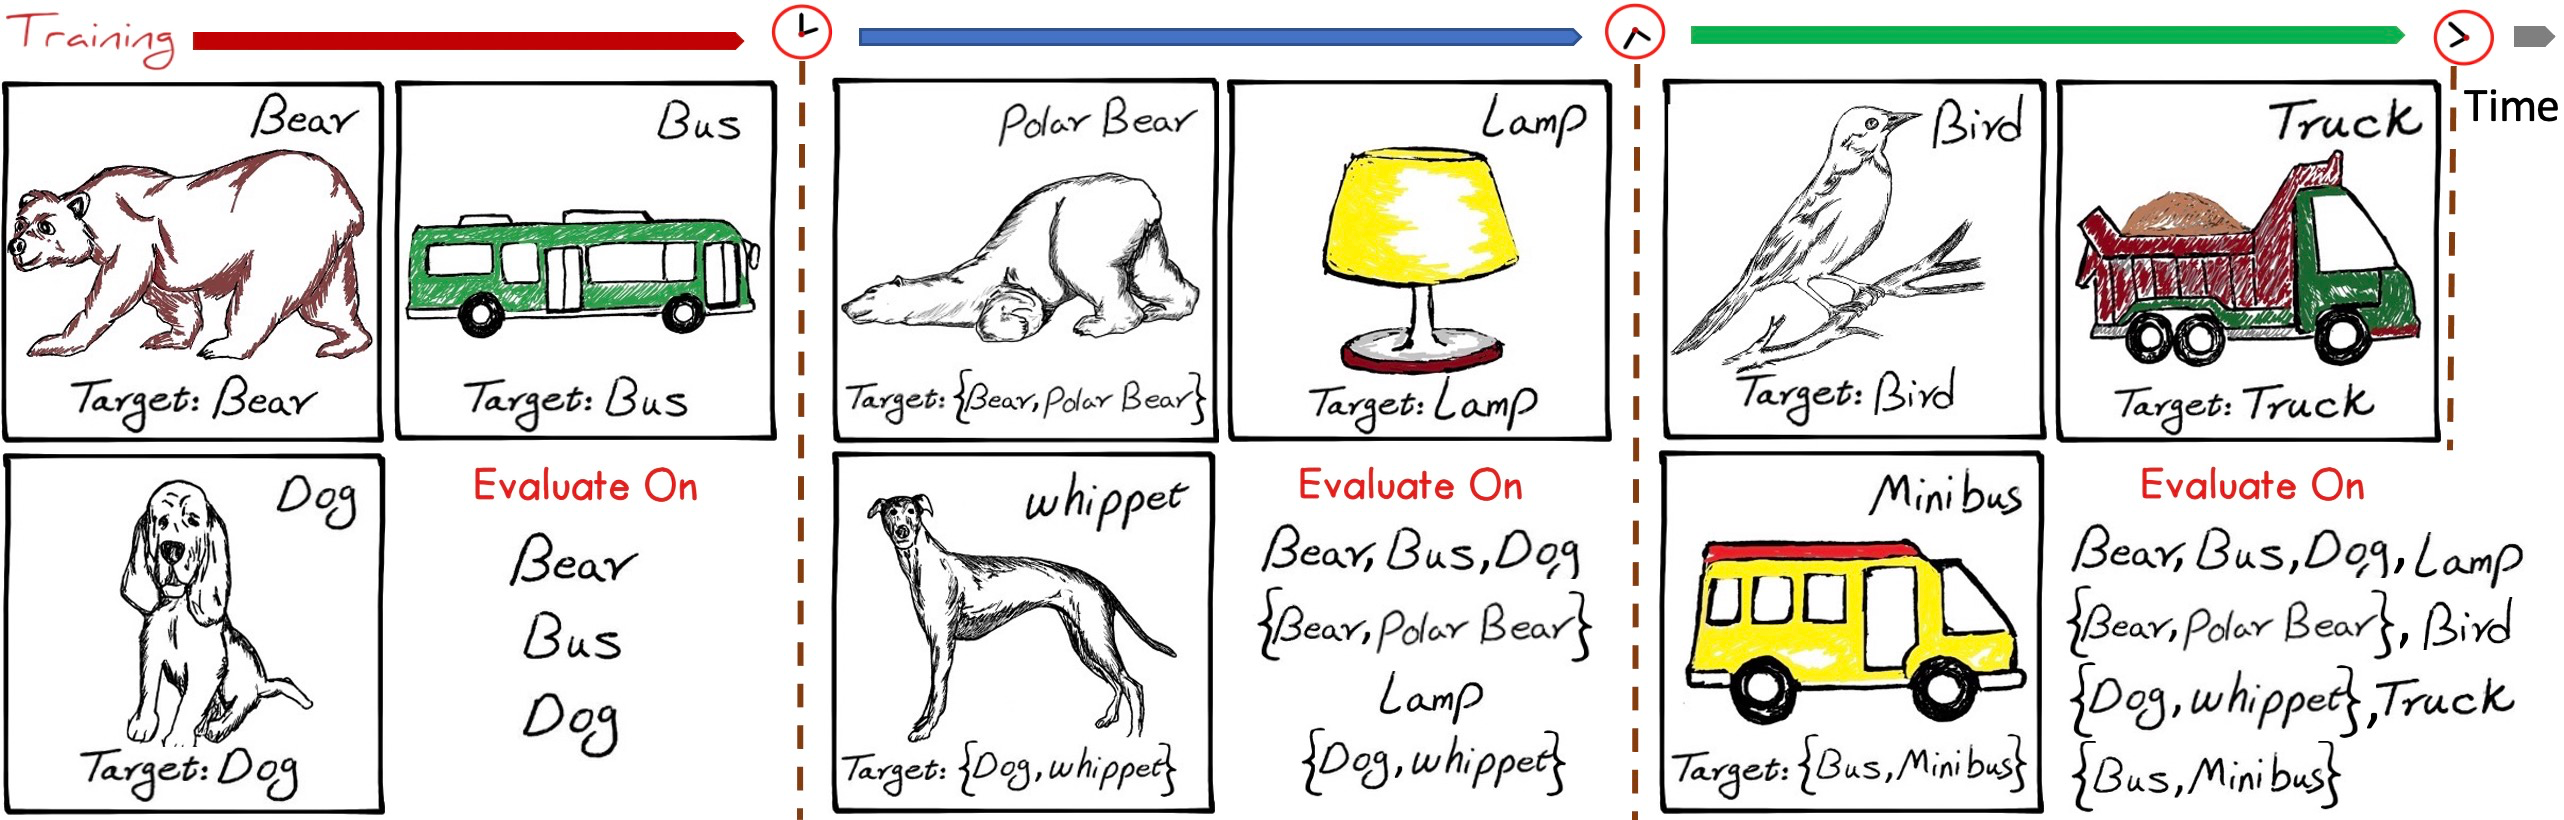 Training
Time
Bear
Target: Bear
Bus
Target: Bus
Dog
Target: Dog
Evaluate On
Bear
Bus
Dog
Polar Bear
Target: {Bear, Polar Bear}
Lamp
Target: Lamp
whippet
Target: {Dog, whippet}
Evaluate On
Bear, Bus, Dog
{Bear, Polar Bear}
Lamp
{Dog, whippet}
Bird
Target: Bird
Truck
Target: Truck
Minibus
Target: {Bus, Minibus}
Evaluate On
Bear, Bus, Dog, Lamp
{Bear, Polar Bear}, Bird
{Dog, whippet}, Truck
{Bus, Minibus}